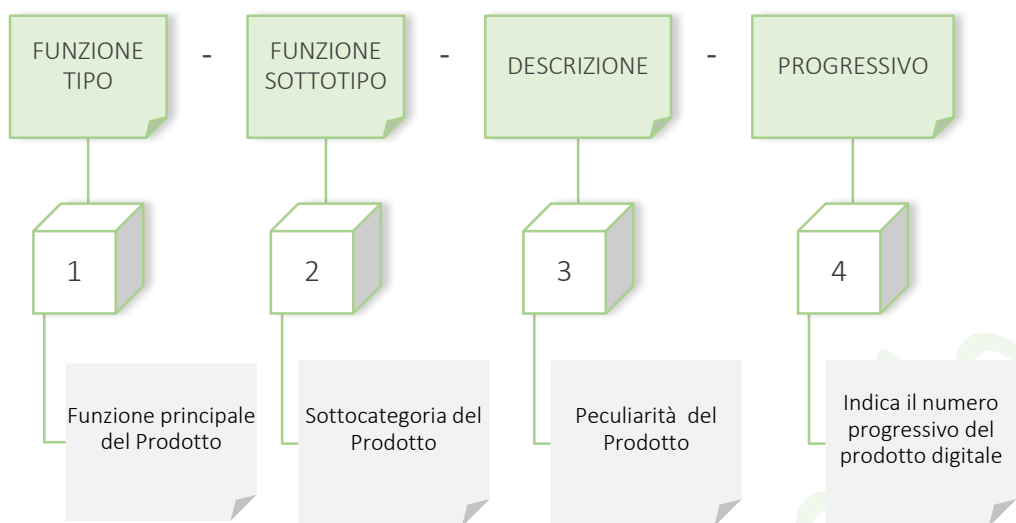 FUNZIONE
TIPO
-
FUNZIONE
SOTTOTIPO
-
DESCRIZIONE
-
PROGRESSIVO
1
2
3
4
Funzione principale
del Prodotto
Sottocategoria del
Prodotto
Peculiarità del
Prodotto
Indica il numero
progressivo del
prodotto digitale